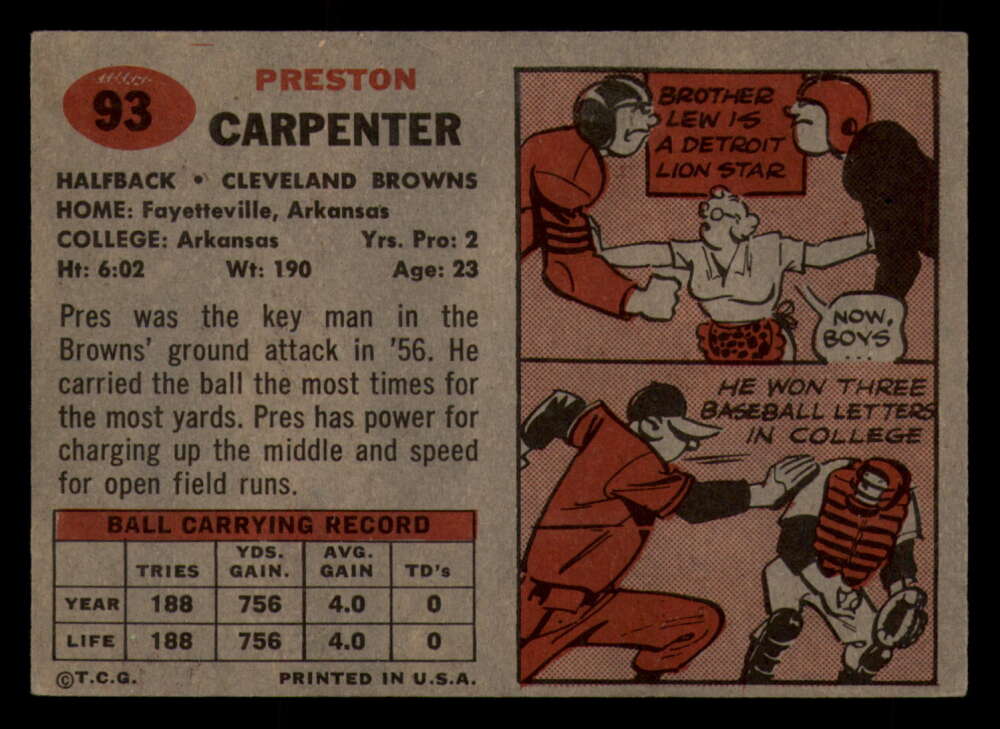 93
PRESTON
CARPENTER
HALFBACK • CLEVELAND BROWNS
HOME: Fayetteville, Arkansas
COLLEGE: Arkansas Yrs. Pro: 2
Ht: 6:02 Wt: 190 Age: 23
Pres was the key man in the
Browns' ground attack in '56. He
carried the ball the most times for
the most yards. Pres has power for
charging up the middle and speed
for open field runs.
BALL CARRYING RECORD
TRIES YDS. GAIN. AVG. GAIN TD's
YEAR 188 756 4.0 0
LIFE 188 756 4.0 0
©T.C.G. PRINTED IN U.S.A.
BROTHER
LEW IS
A DETROIT
LION STAR
NOW,
BOYS
...
HE WON THREE
BASEBALL LETTERS
IN COLLEGE